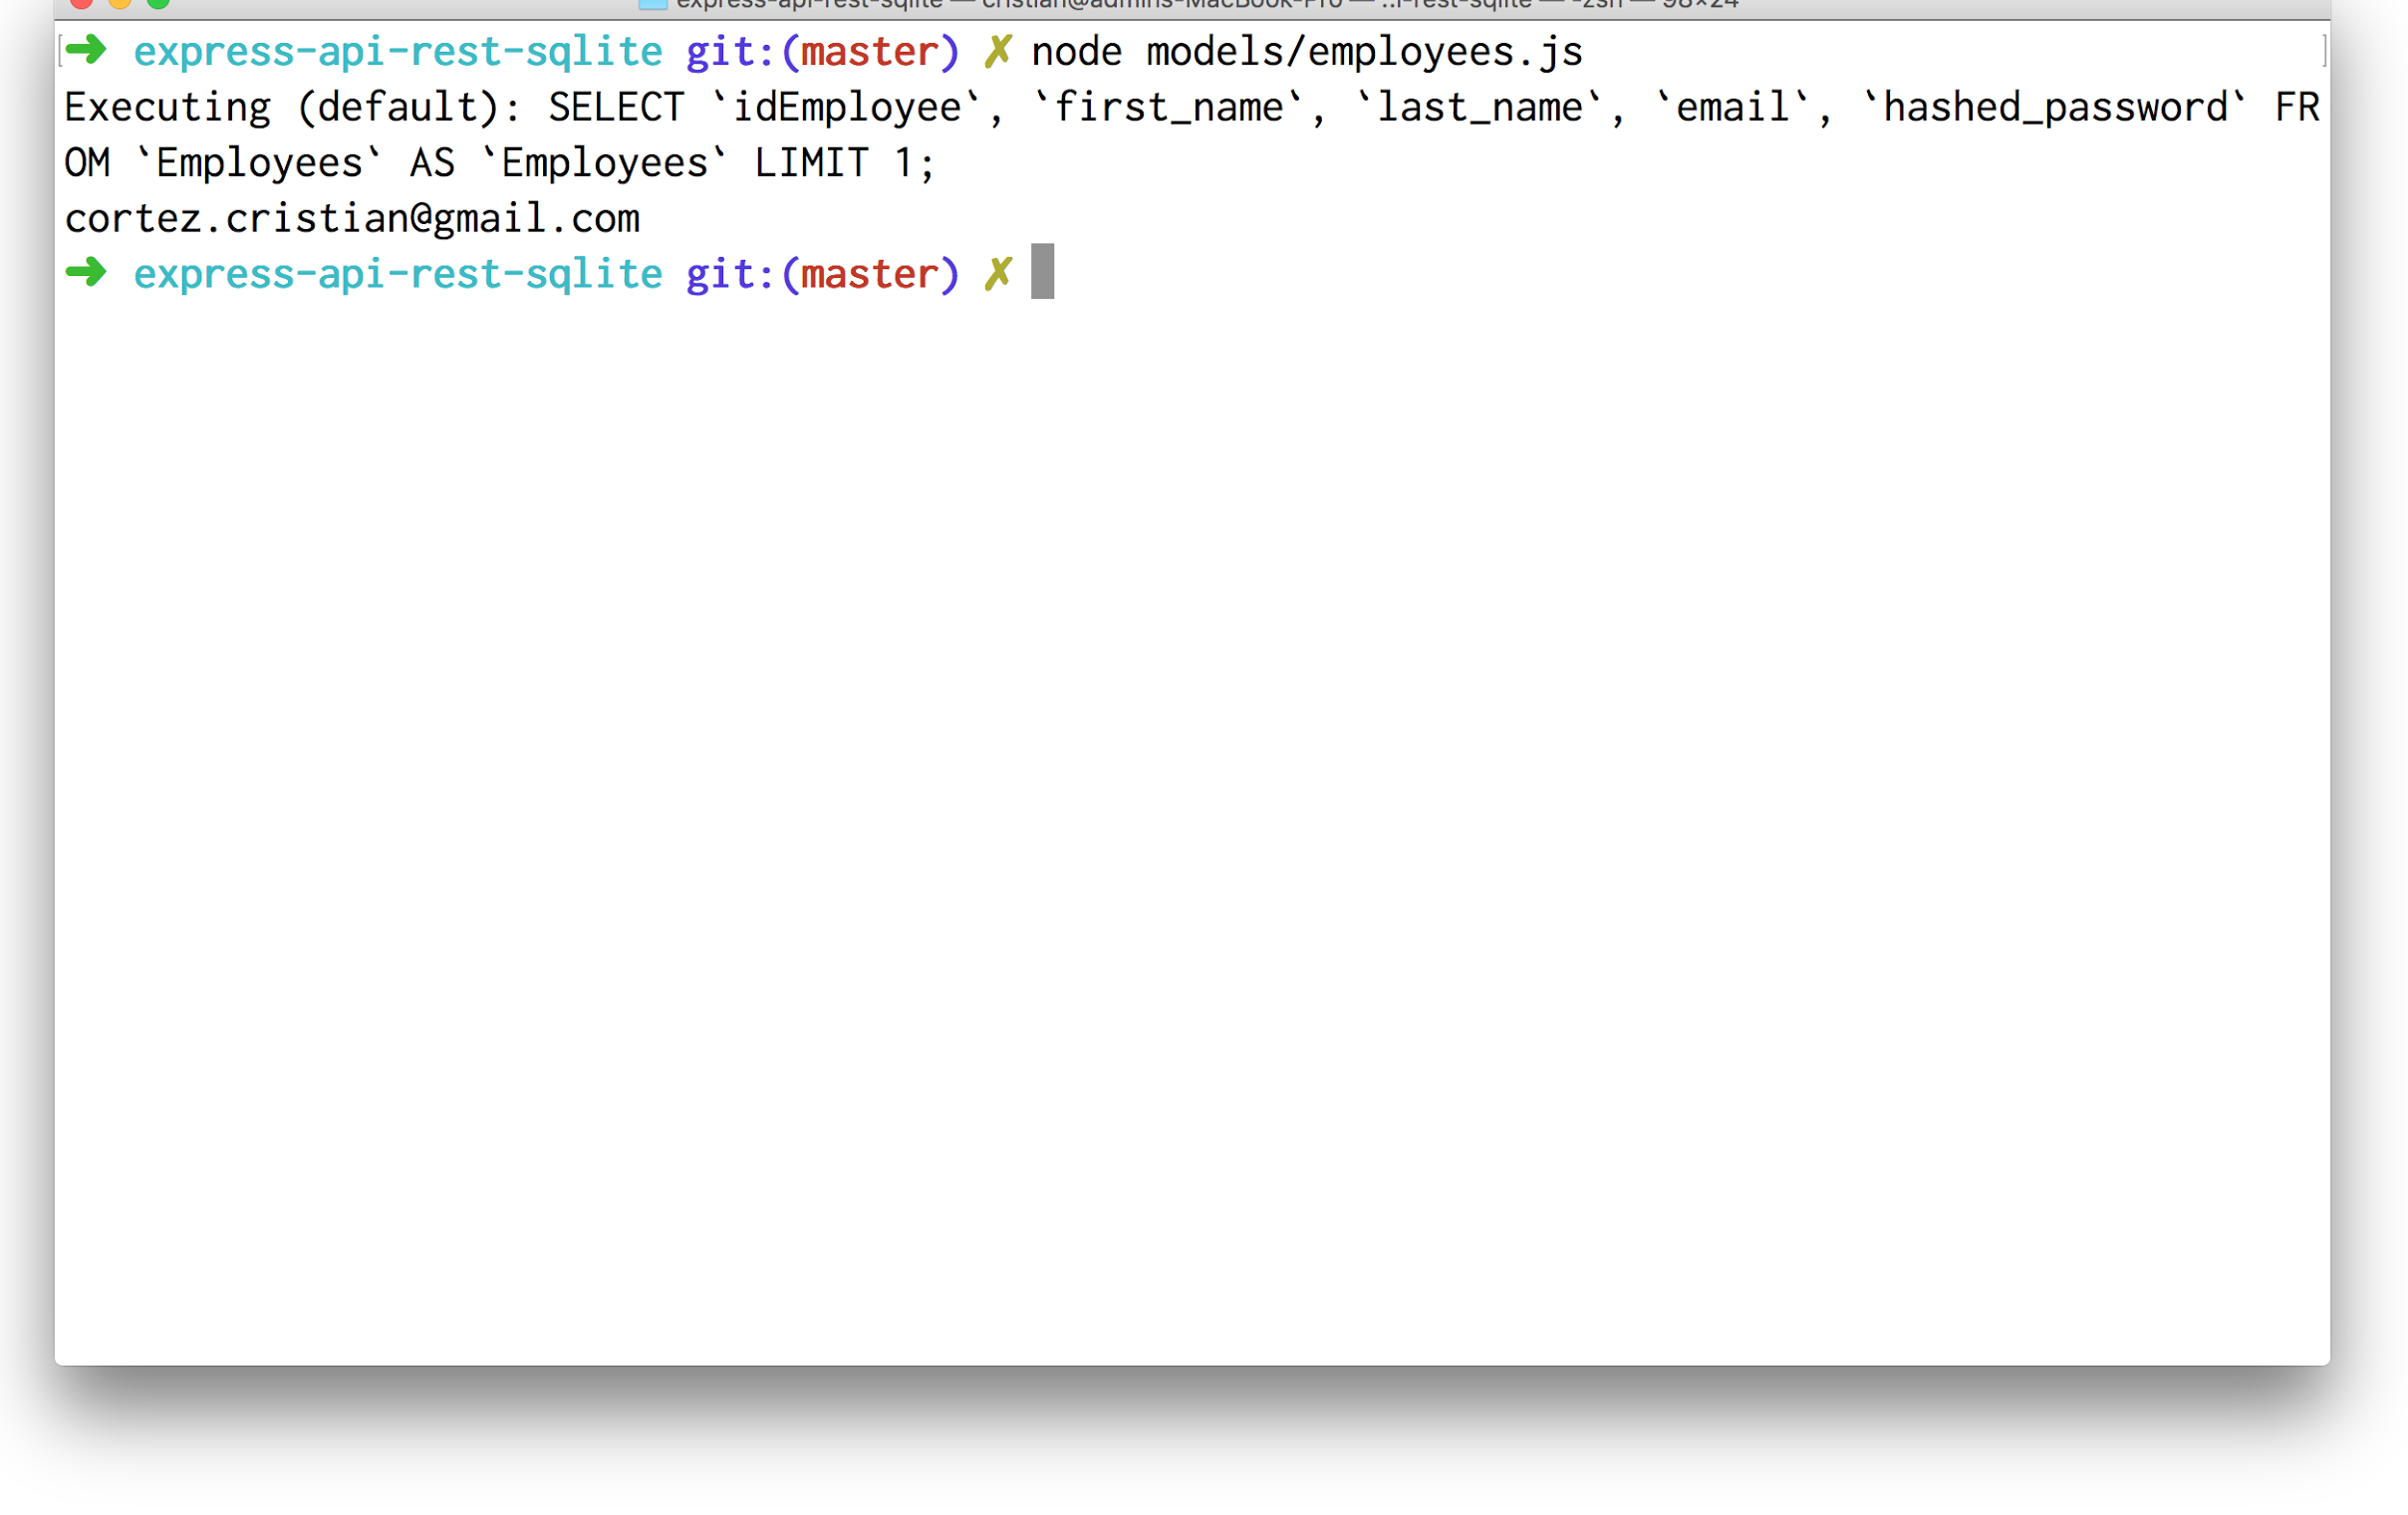 express-api-rest-sqlite — cristian@admins-MacBook-Pro — ..i-rest-sqlite — -zsh — 98×24
[➜ express-api-rest-sqlite git:(master) ✗ node models/employees.js ]
Executing (default): SELECT `idEmployee`, `first_name`, `last_name`, `email`, `hashed_password` FR
OM `Employees` AS `Employees` LIMIT 1;
cortez.cristian@gmail.com
➜ express-api-rest-sqlite git:(master) ✗